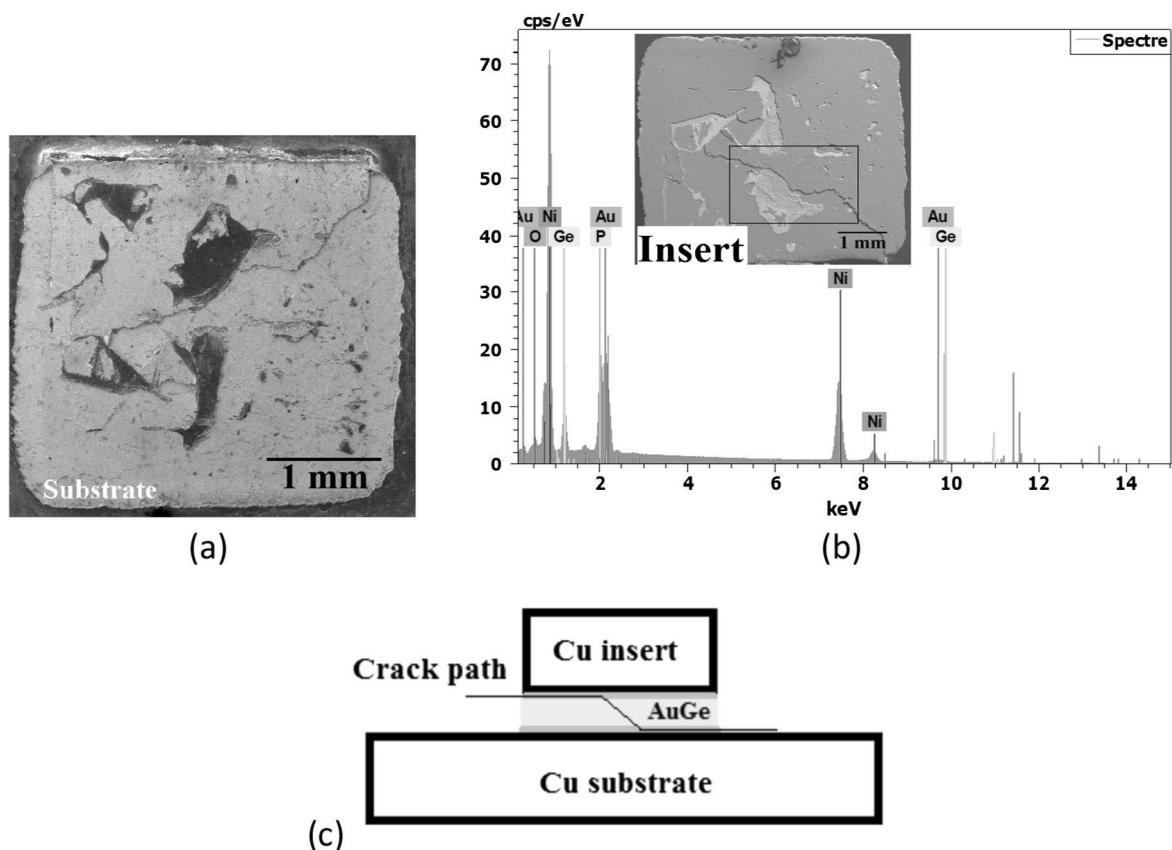 Substrate
1 mm
(a)
cps/eV
Spectre
70
60
50
40
30
20
10
0
Au Ni Au Au
O Ge P Ge
Ni
Ni
Insert
1 mm
2 4 6 8 10 12 14
keV
(b)
Cu insert
Crack path
AuGe
Cu substrate
(c)